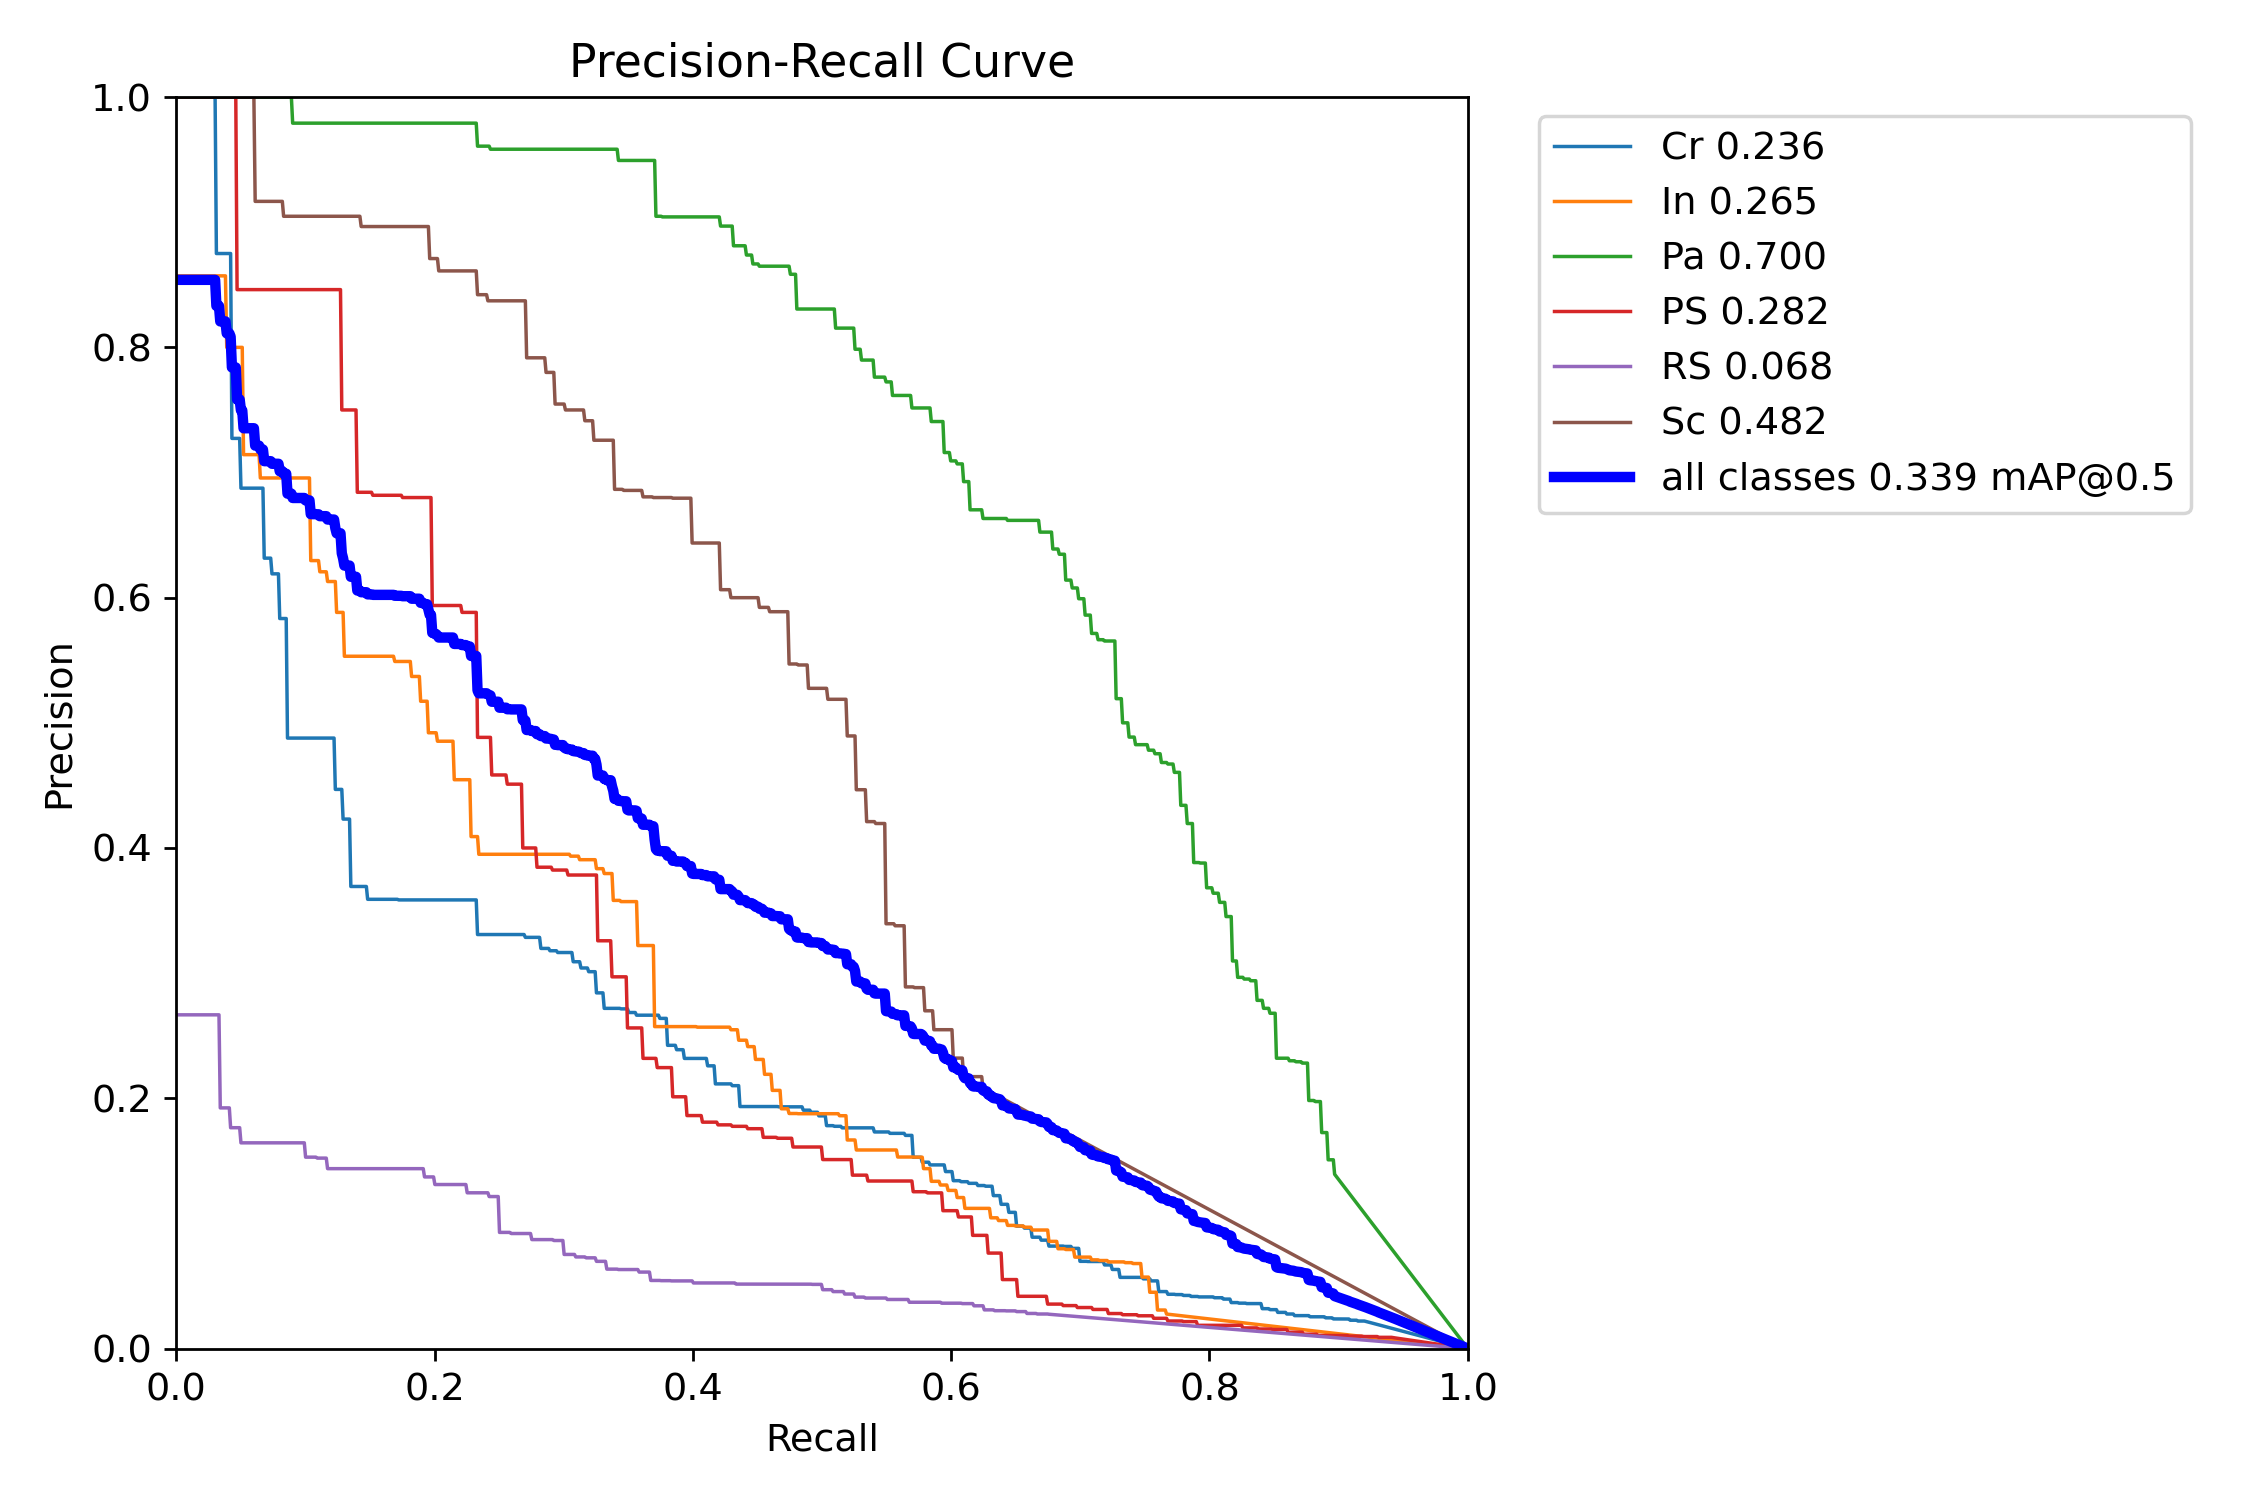 Precision-Recall Curve
1.0
0.8
0.6
0.4
0.2
0.0
Precision
0.0 0.2 0.4 0.6 0.8 1.0
Recall
Cr 0.236
In 0.265
Pa 0.700
PS 0.282
RS 0.068
Sc 0.482
all classes 0.339 mAP@0.5